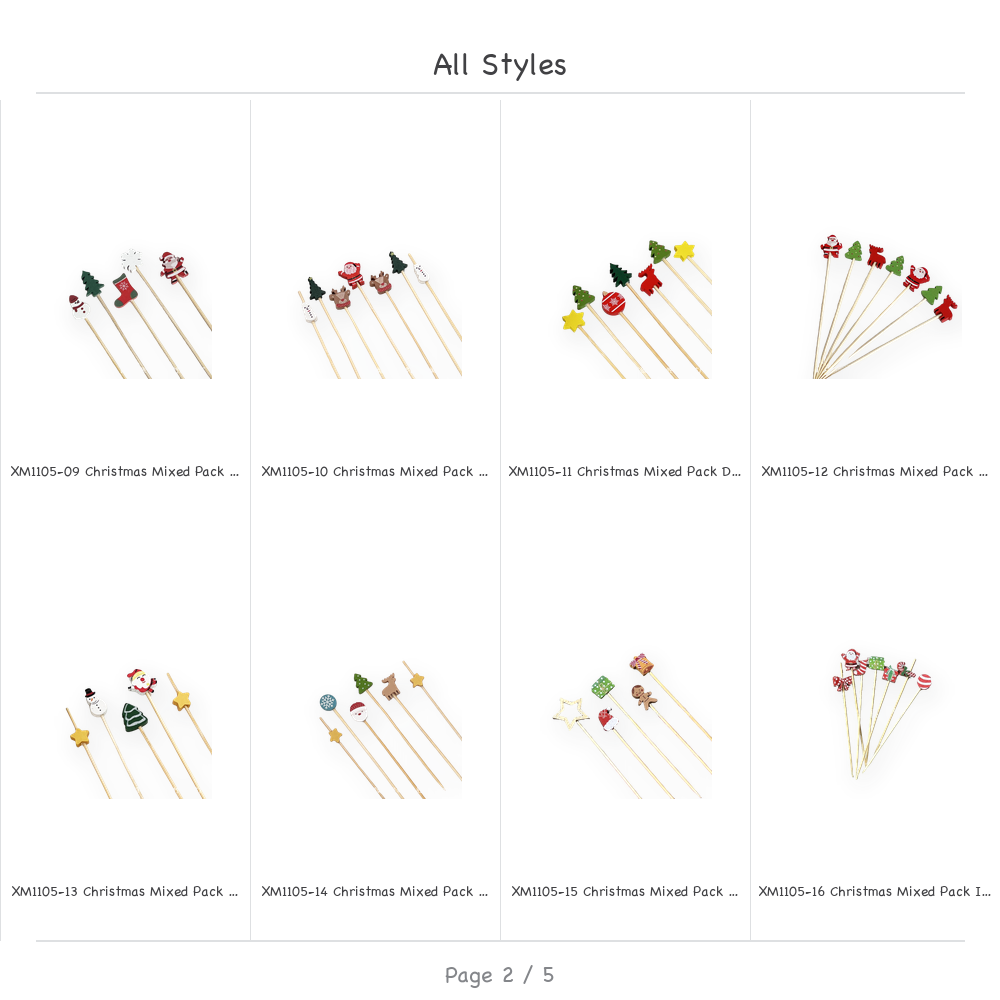 All Styles
XM1105-09 Christmas Mixed Pack ...
XM1105-10 Christmas Mixed Pack ...
XM1105-11 Christmas Mixed Pack D...
XM1105-12 Christmas Mixed Pack ...
XM1105-13 Christmas Mixed Pack ...
XM1105-14 Christmas Mixed Pack ...
XM1105-15 Christmas Mixed Pack ...
XM1105-16 Christmas Mixed Pack I...
Page 2 / 5